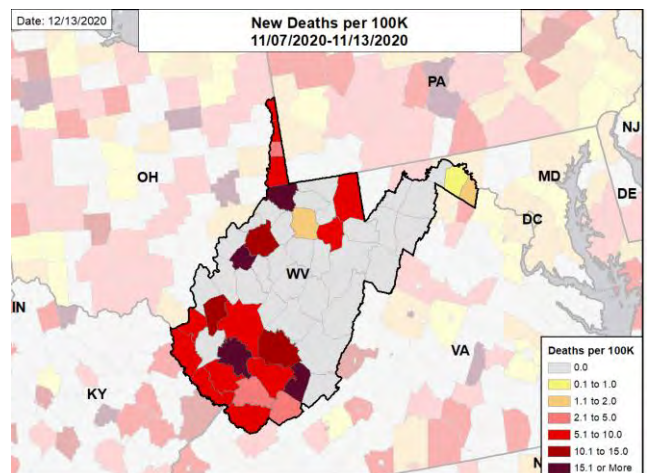 Date: 12/13/2020
New Deaths per 100K
11/07/2020-11/13/2020
PA
NJ
OH
MD
DE
DC
WV
IN
VA
KY
N
Deaths per 100K
0.0
0.1 to 1.0
1.1 to 2.0
2.1 to 5.0
5.1 to 10.0
10.1 to 15.0
15.1 or More